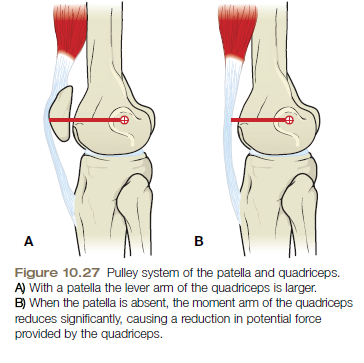 A
B
Figure 10.27 Pulley system of the patella and quadriceps.
A) With a patella the lever arm of the quadriceps is larger.
B) When the patella is absent, the moment arm of the quadriceps
reduces significantly, causing a reduction in potential force
provided by the quadriceps.